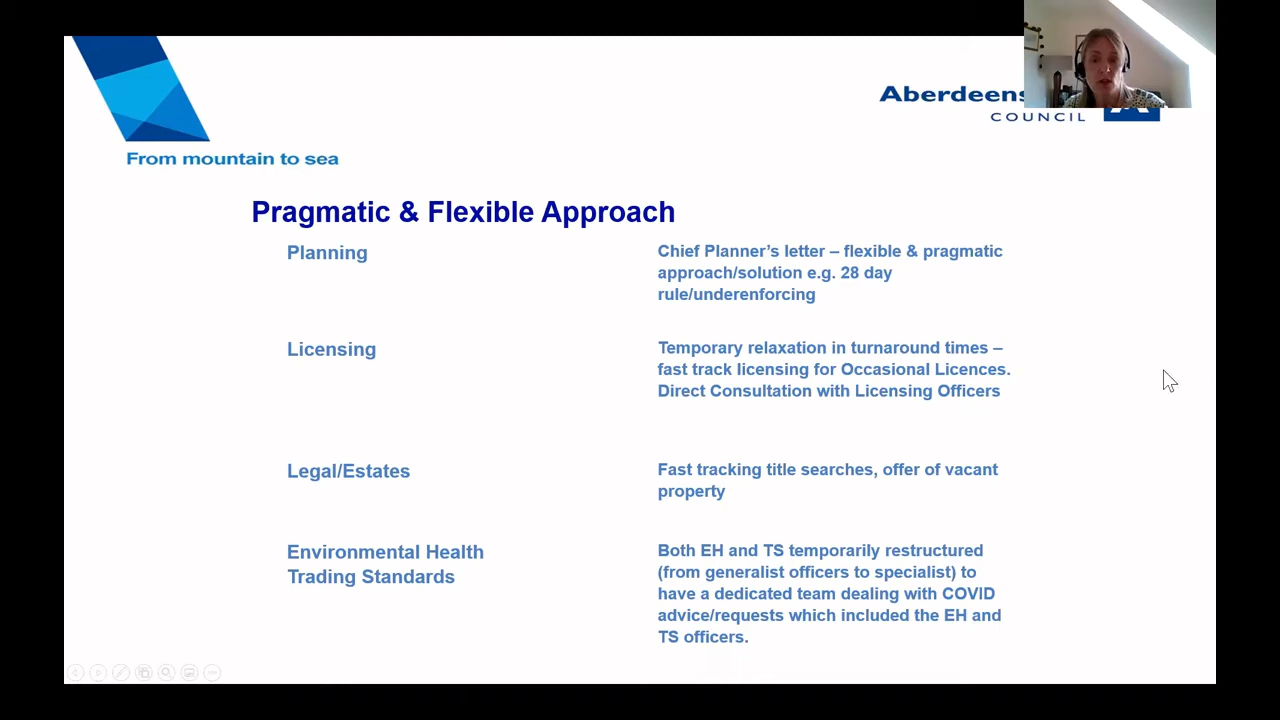 Aberdeens
COUNCIL
From mountain to sea
Pragmatic & Flexible Approach
Planning
Chief Planner’s letter – flexible & pragmatic
approach/solution e.g. 28 day
rule/underenforcing
Licensing
Temporary relaxation in turnaround times –
fast track licensing for Occasional Licences.
Direct Consultation with Licensing Officers
Legal/Estates
Fast tracking title searches, offer of vacant
property
Environmental Health
Trading Standards
Both EH and TS temporarily restructured
(from generalist officers to specialist) to
have a dedicated team dealing with COVID
advice/requests which included the EH and
TS officers.